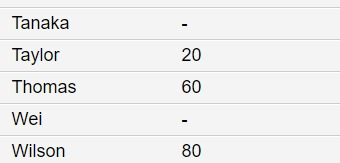 Tanaka -
Taylor 20
Thomas 60
Wei -
Wilson 80